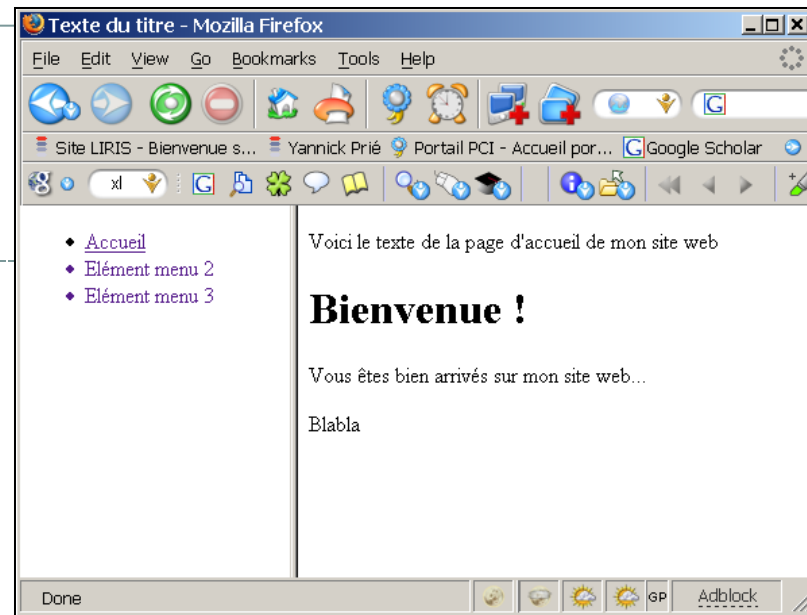 Texte du titre - Mozilla Firefox
File Edit View Go Bookmarks Tools Help
G
Site LIRIS - Bienvenue s... Yannick Prié Portail PCI - Accueil por... G Google Scholar
xl G
Accueil
Elément menu 2
Elément menu 3
Voici le texte de la page d'accueil de mon site web
Bienvenue !
Vous êtes bien arrivés sur mon site web...
Blabla
Done GP Adblock